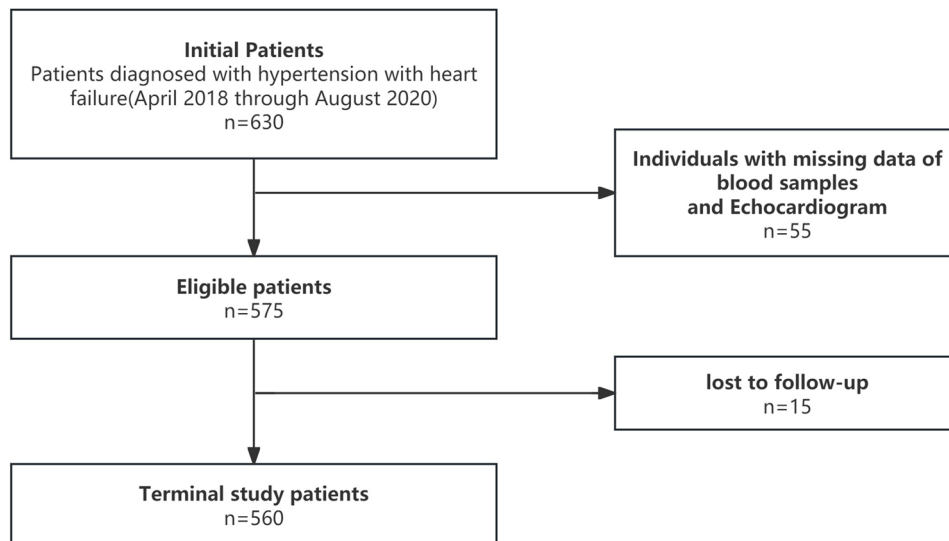 Initial Patients
Patients diagnosed with hypertension with heart
failure(April 2018 through August 2020)
n=630
Individuals with missing data of
blood samples
and Echocardiogram
n=55
Eligible patients
n=575
lost to follow-up
n=15
Terminal study patients
n=560